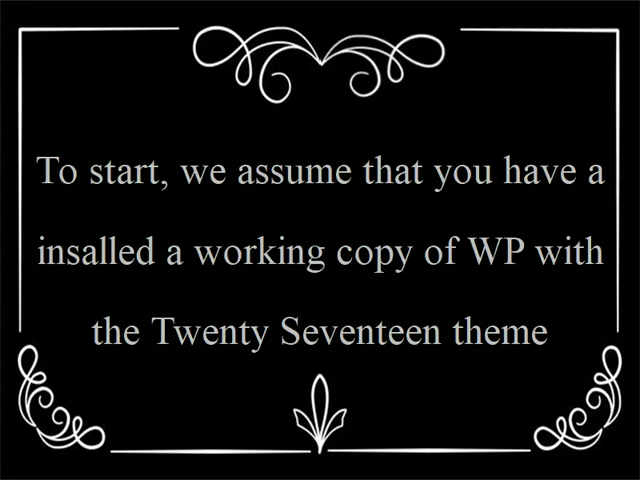 To start, we assume that you have a
insalled a working copy of WP with
the Twenty Seventeen theme